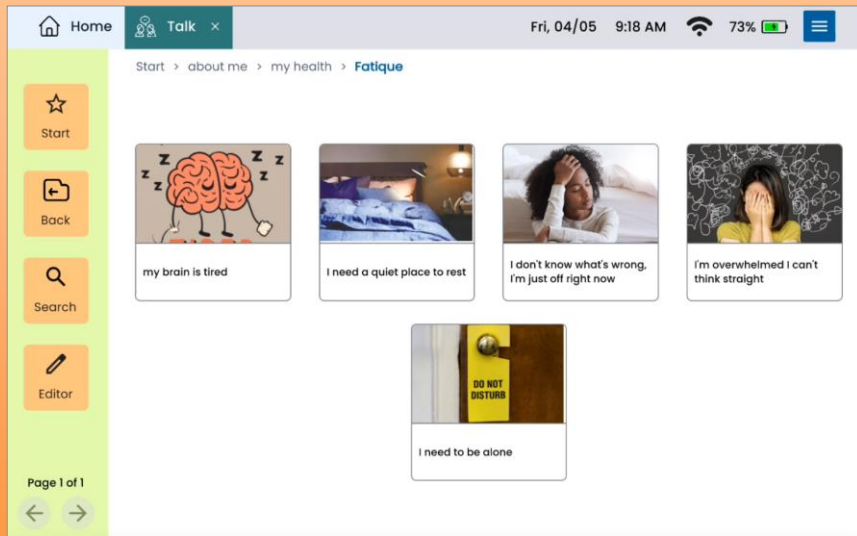 Home
Talk ×
Fri, 04/05 9:18 AM 73%
Start > about me > my health > Fatique
Start
Back
Search
Editor
Page 1 of 1
z z z z z z
my brain is tired
I need a quiet place to rest
I don't know what's wrong,
I'm just off right now
I'm overwhelmed I can't
think straight
DO NOT
DISTURB
I need to be alone